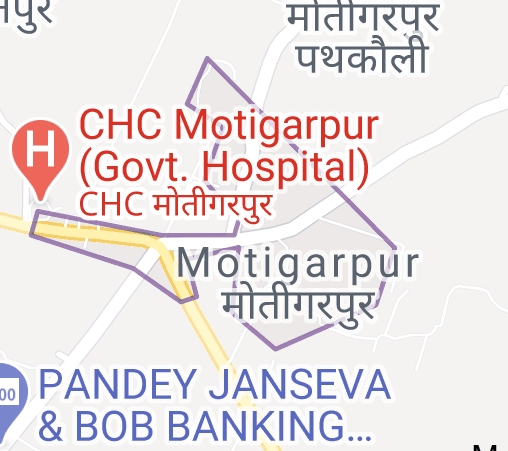 मोतीगरपुर
पथकौली
CHC Motigarpur
(Govt. Hospital)
CHC मोतीगरपुर
Motigarpur
मोतीगरपुर
PANDEY JANSEVA
& BOB BANKING...